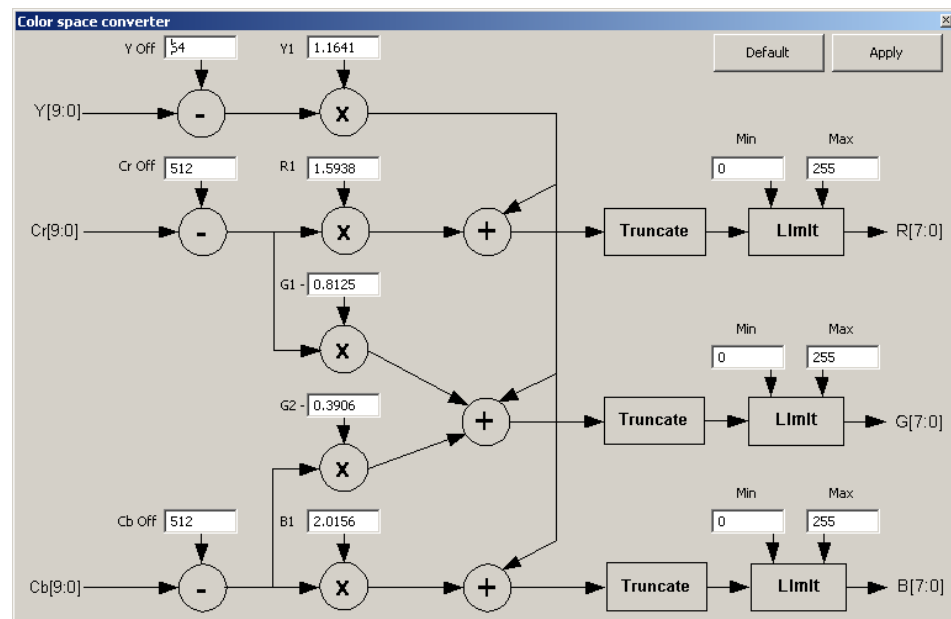 Color space converter
Y Off
Y1 1.1641
Default
Apply
Y[9:0]
-
X
Cr Off 512
R1 1.5938
Min
Max
0
255
Cr[9:0]
-
X
+
Truncate
Limit
R[7:0]
G1 - 0.8125
X
Min
Max
0
255
G2 - 0.3906
+
Truncate
Limit
G[7:0]
X
Cb Off 512
B1 2.0156
Min
Max
0
255
Cb[9:0]
-
X
+
Truncate
Limit
B[7:0]